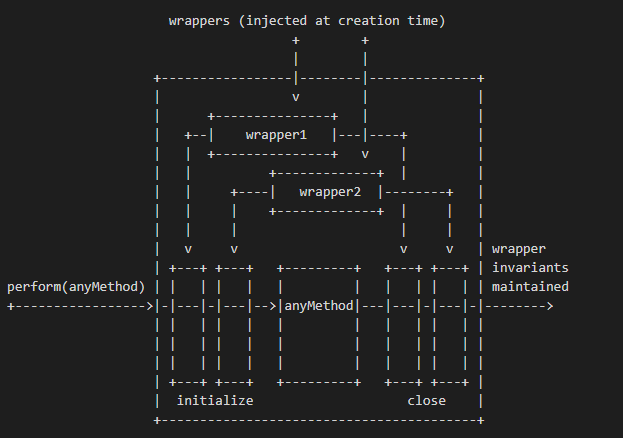 wrappers (injected at creation time)
wrapper1
wrapper2
wrapper
invariants
perform(anyMethod) maintained
anyMethod
initialize close